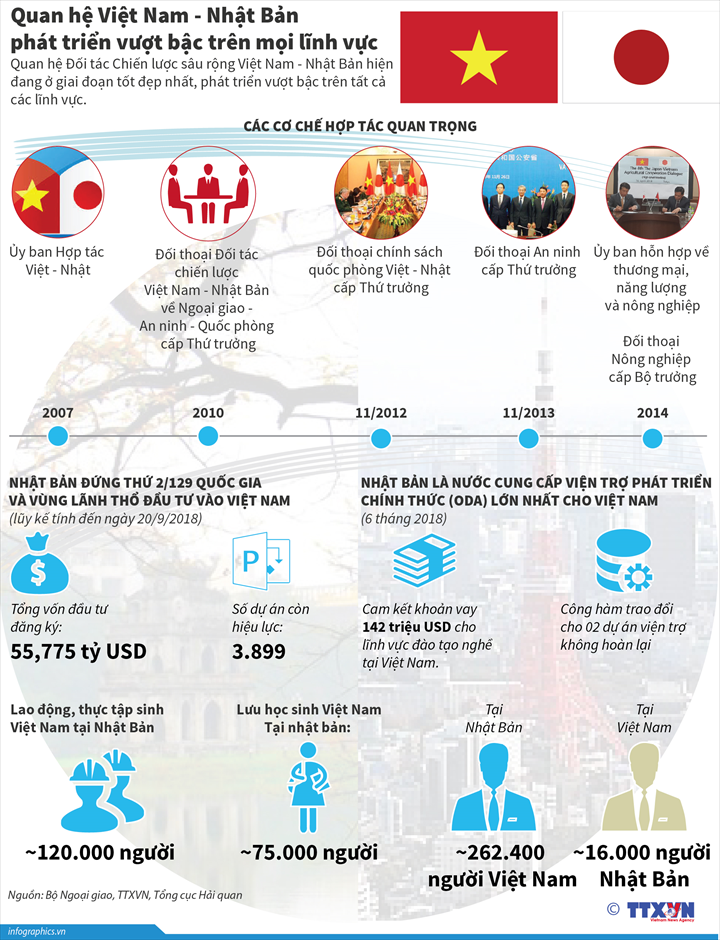 Quan hệ Việt Nam - Nhật Bản
phát triển vượt bậc trên mọi lĩnh vực
Quan hệ Đối tác Chiến lược sâu rộng Việt Nam - Nhật Bản hiện
đang ở giai đoạn tốt đẹp nhất, phát triển vượt bậc trên tất cả
các lĩnh vực.
CÁC CƠ CHẾ HỢP TÁC QUAN TRỌNG
Ủy ban Hợp tác
Việt - Nhật
Đối thoại Đối tác
chiến lược
Việt Nam - Nhật Bản
về Ngoại giao -
An ninh - Quốc phòng
cấp Thứ trưởng
Đối thoại chính sách
quốc phòng Việt - Nhật
cấp Thứ trưởng
Đối thoại An ninh
cấp Thứ trưởng
Ủy ban hỗn hợp về
thương mại,
năng lượng
và nông nghiệp
Đối thoại
Nông nghiệp
cấp Bộ trưởng
2007
2010
11/2012
11/2013
2014
NHẬT BẢN ĐỨNG THỨ 2/129 QUỐC GIA
VÀ VÙNG LÃNH THỔ ĐẦU TƯ VÀO VIỆT NAM
(lũy kế tính đến ngày 20/9/2018)
$
Tổng vốn đầu tư
đăng ký:
55,775 tỷ USD
P
Số dự án còn
hiệu lực:
3.899
NHẬT BẢN LÀ NƯỚC CUNG CẤP VIỆN TRỢ PHÁT TRIỂN
CHÍNH THỨC (ODA) LỚN NHẤT CHO VIỆT NAM
(6 tháng 2018)
Cam kết khoản vay
142 triệu USD cho
lĩnh vực đào tạo nghề
tại Việt Nam.
Công hàm trao đổi
cho 02 dự án viện trợ
không hoàn lại
Lao động, thực tập sinh
Việt Nam tại Nhật Bản
~120.000 người
Lưu học sinh Việt Nam
Tại nhật bản:
~75.000 người
Tại
Nhật Bản
~262.400
người Việt Nam
Tại
Việt Nam
~16.000 người
Nhật Bản
Nguồn: Bộ Ngoại giao, TTXVN, Tổng cục Hải quan
© TTXVN
Vietnam News Agency
infographics.vn